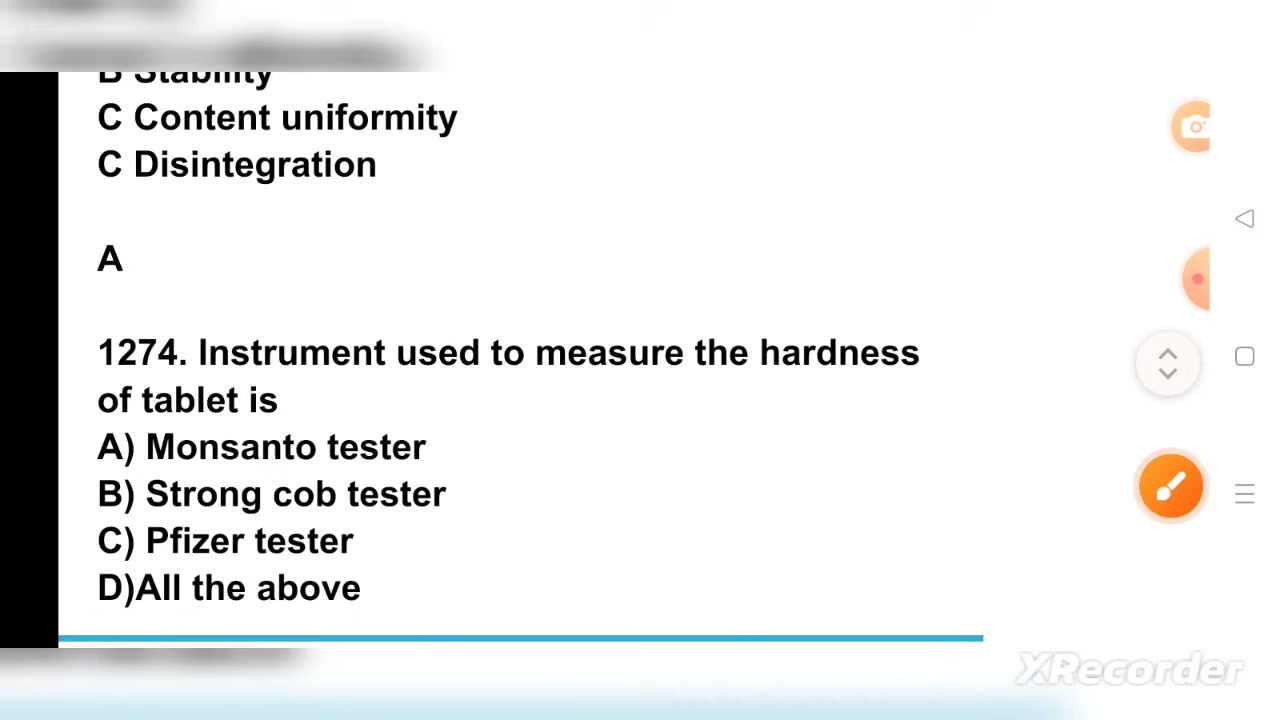 B Stability
C Content uniformity
C Disintegration
A
1274. Instrument used to measure the hardness
of tablet is
A) Monsanto tester
B) Strong cob tester
C) Pfizer tester
D)All the above
XRecorder